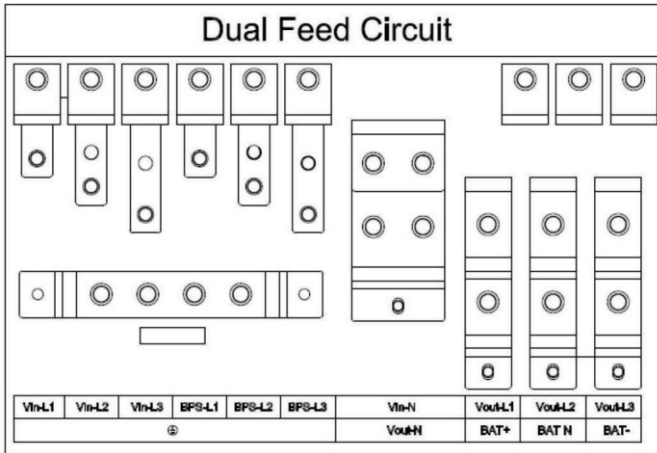 Dual Feed Circuit
Vin-L1 Vin-L2 Vin-L3 BPS-L1 BPS-L2 BPS-L3 Vin-N Vout-L1 Vout-L2 Vout-L3
Vout-N BAT+ BAT N BAT-